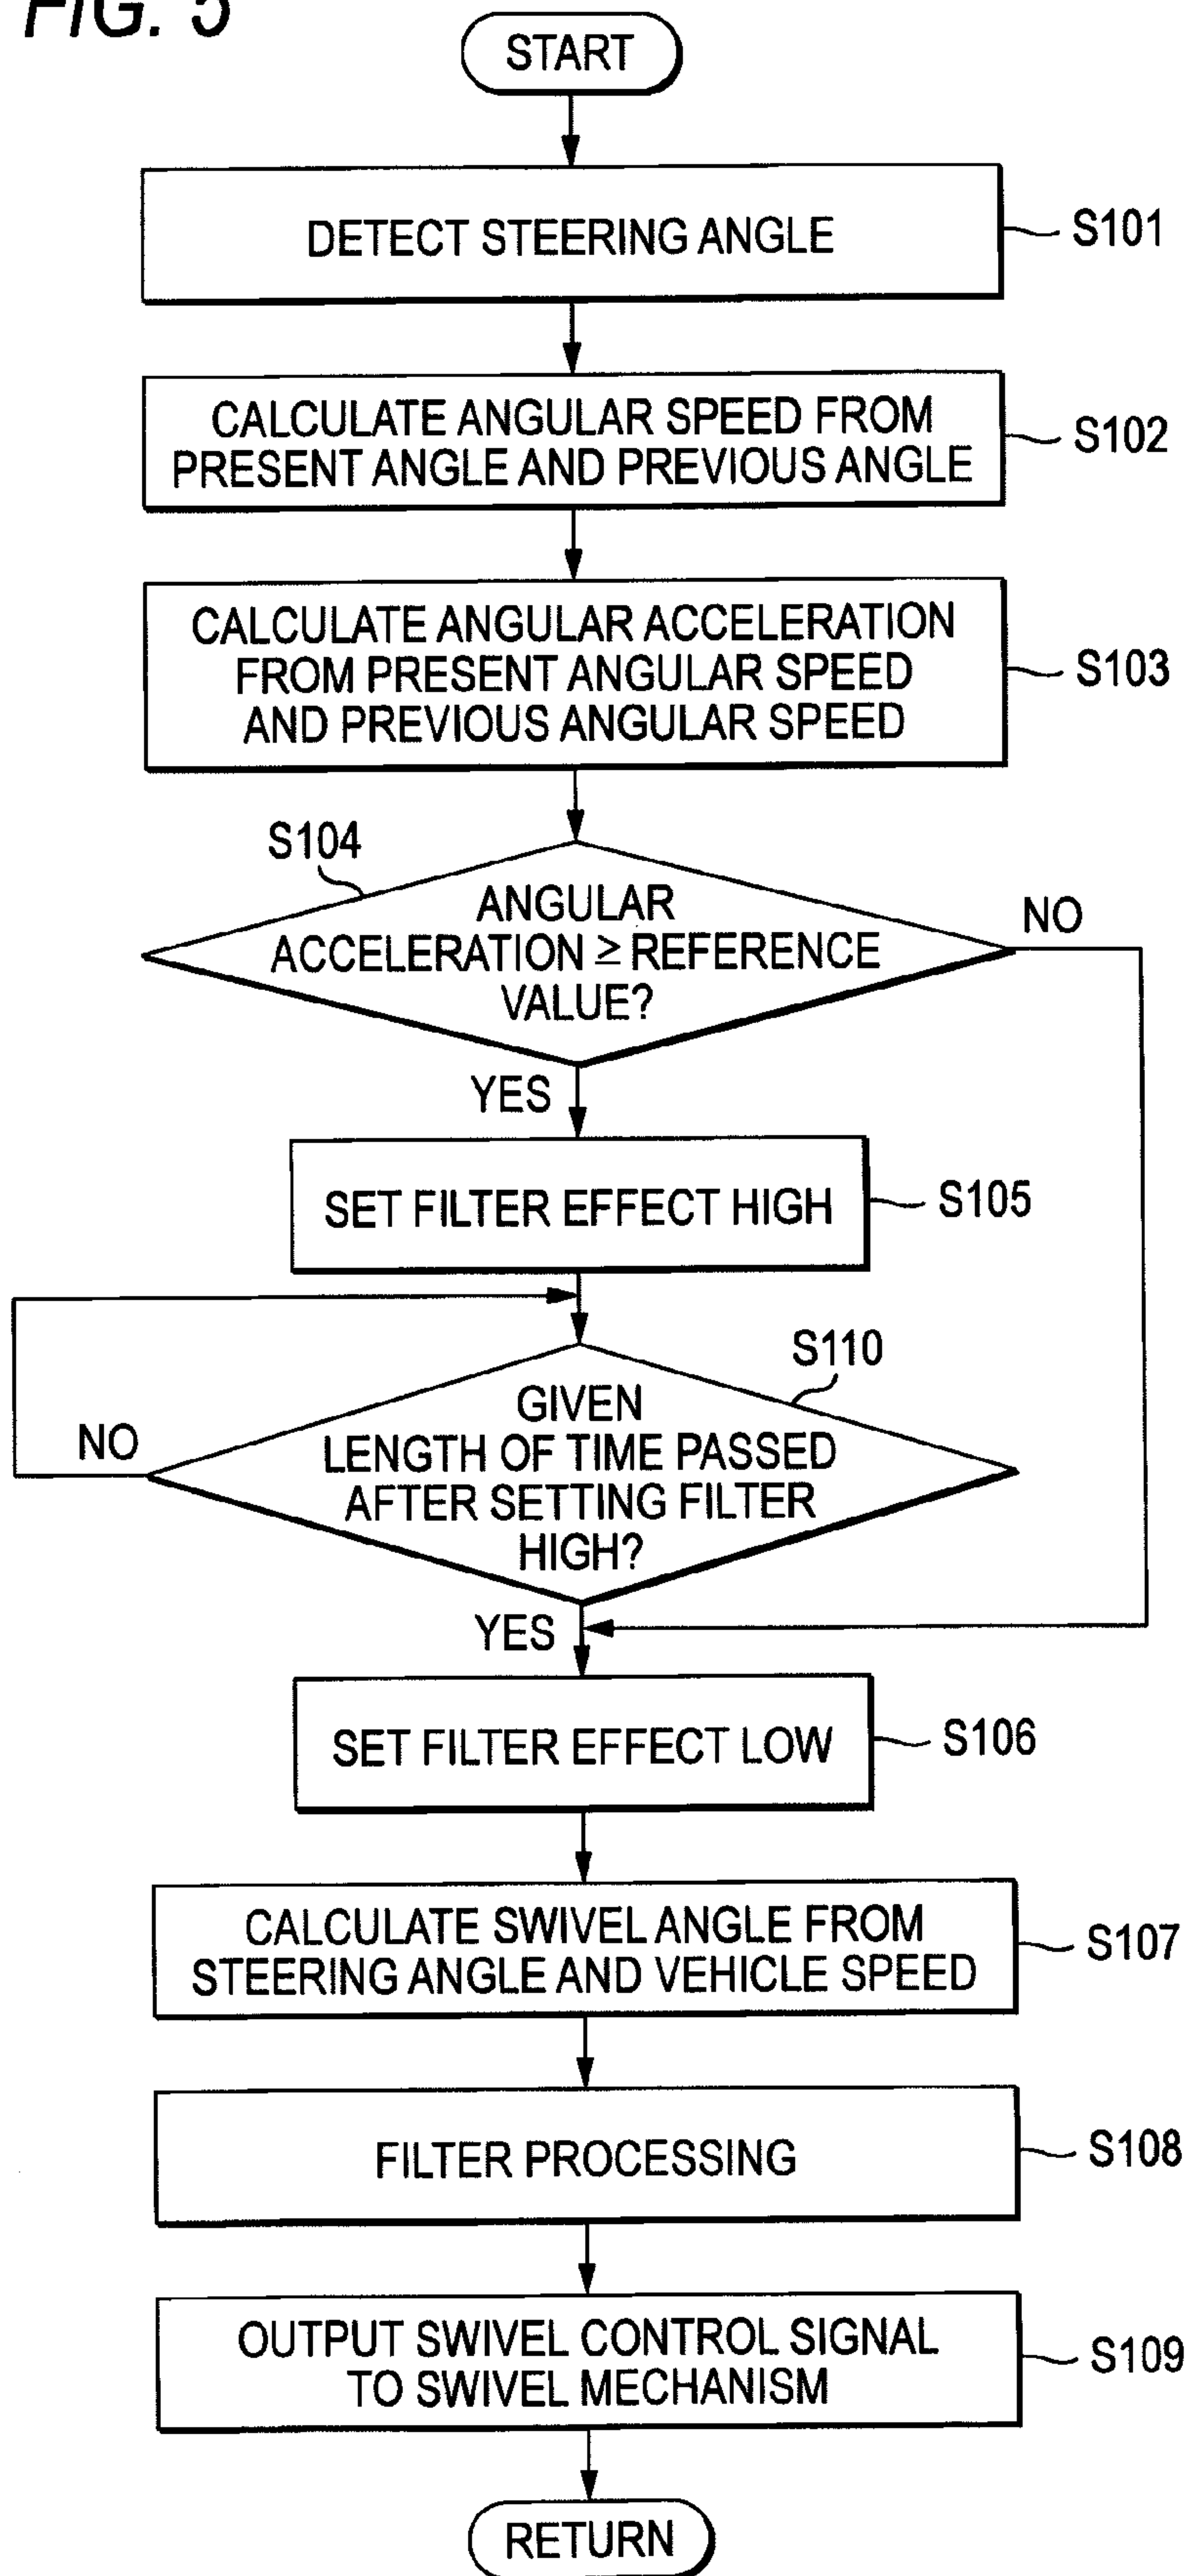 FIG. 5
START
DETECT STEERING ANGLE
S101
CALCULATE ANGULAR SPEED FROM
PRESENT ANGLE AND PREVIOUS ANGLE
S102
CALCULATE ANGULAR ACCELERATION
FROM PRESENT ANGULAR SPEED
AND PREVIOUS ANGULAR SPEED
S103
S104
ANGULAR
ACCELERATION ≥ REFERENCE
VALUE?
NO
YES
SET FILTER EFFECT HIGH
S105
S110
GIVEN
LENGTH OF TIME PASSED
AFTER SETTING FILTER
HIGH?
NO
YES
SET FILTER EFFECT LOW
S106
CALCULATE SWIVEL ANGLE FROM
STEERING ANGLE AND VEHICLE SPEED
S107
FILTER PROCESSING
S108
OUTPUT SWIVEL CONTROL SIGNAL
TO SWIVEL MECHANISM
S109
RETURN